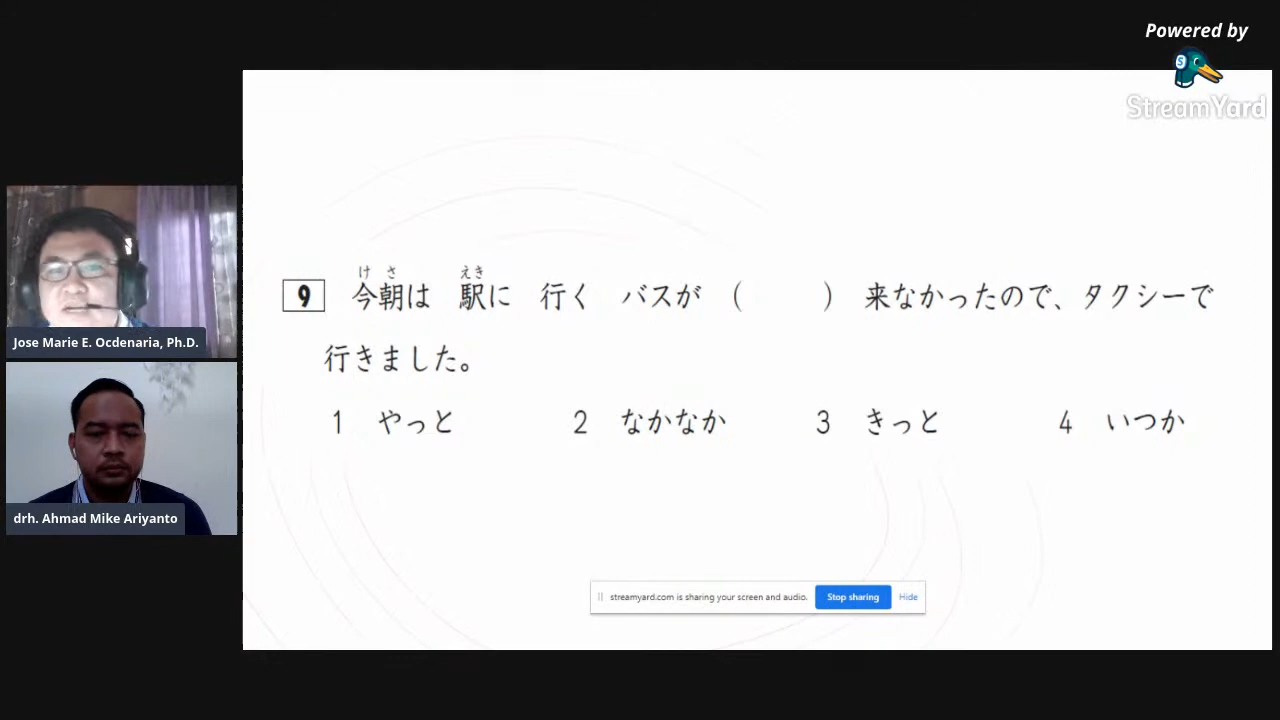 Powered by
StreamYard
けさ えき
9 今朝は 駅に 行く バスが ( ) 来なかったので、タクシーで
行きました。
1 やっと 2 なかなか 3 きっと 4 いつか
Jose Marie E. Ocdenaria, Ph.D.
drh. Ahmad Mike Ariyanto
streamyard.com is sharing your screen and audio. Stop sharing Hide